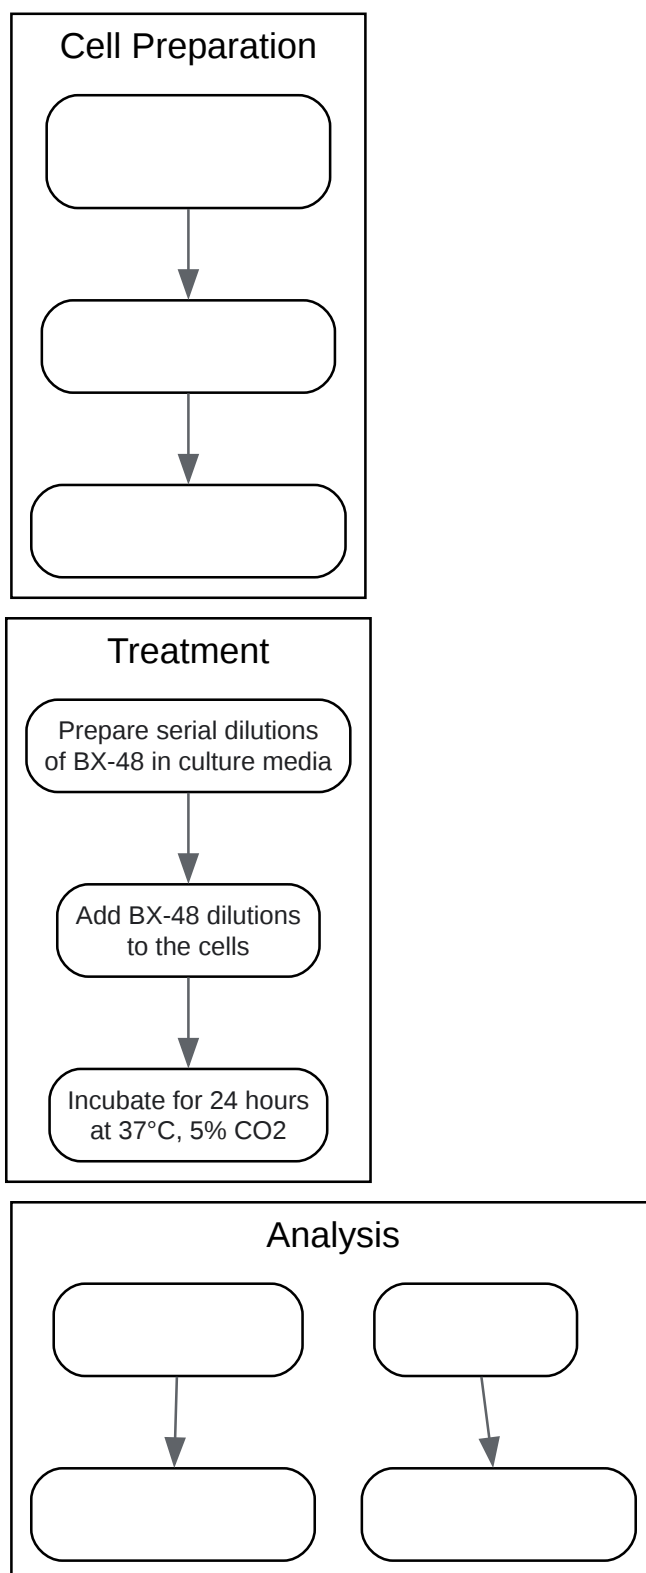 Cell Preparation
Treatment
Prepare serial dilutions
of BX-48 in culture media
Add BX-48 dilutions
to the cells
Incubate for 24 hours
at 37°C, 5% CO2
Analysis